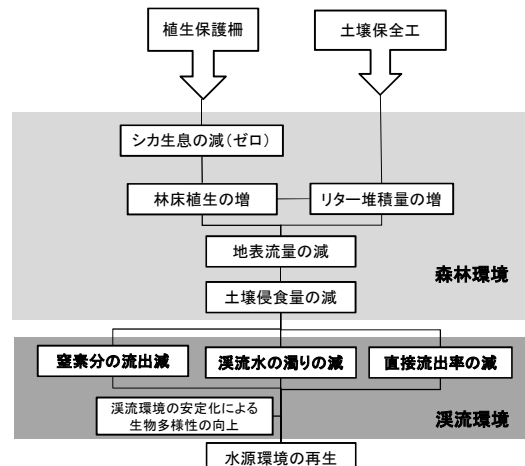 植生保護柵
土壌保全工
シカ生息の減(ゼロ)
林床植生の増
リター堆積量の増
地表流量の減
森林環境
土壌侵食量の減
窒素分の流出減
渓流水の濁りの減
直接流出率の減
渓流環境の安定化による
生物多様性の向上
渓流環境
水源環境の再生